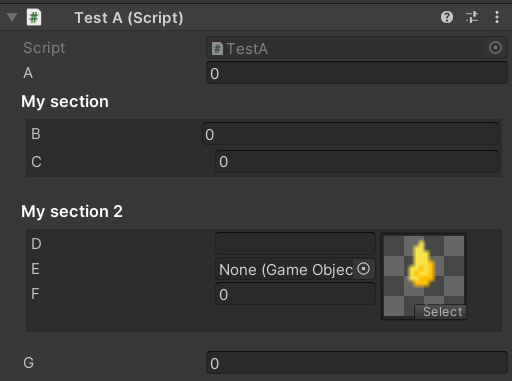 # Test A (Script)
Script # TestA
A 0
My section
B 0
C 0
My section 2
D
E None (Game Objec
F 0
Select
G 0